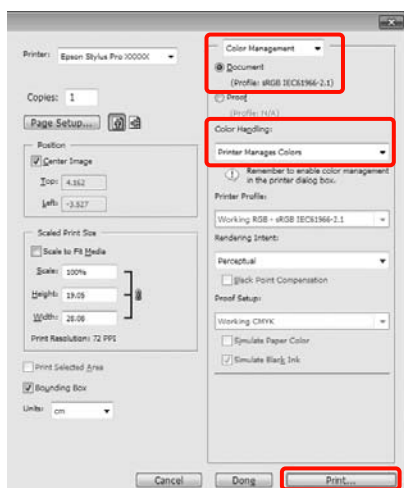 Printer: Epson Stylus Pro XXXXX
Copies: 1
Page Setup...
Position
Center Image
Top: 4.162
Left: -3.527
Scaled Print Size
Scale to Fit Media
Scale: 100%
Height: 19.05
Width: 28.08
Print Resolution: 72 PPI
Print Selected Area
Bounding Box
Units: cm
Color Management
Document
(Profile: sRGB IEC61966-2.1)
Proof
(Profile: N/A)
Color Handling:
Printer Manages Colors
Remember to enable color management
in the printer dialog box.
Printer Profile:
Working RGB - sRGB IEC61966-2.1
Rendering Intent:
Perceptual
Black Point Compensation
Proof Setup:
Working CMYK
Simulate Paper Color
Simulate Black Ink
Cancel
Done
Print...